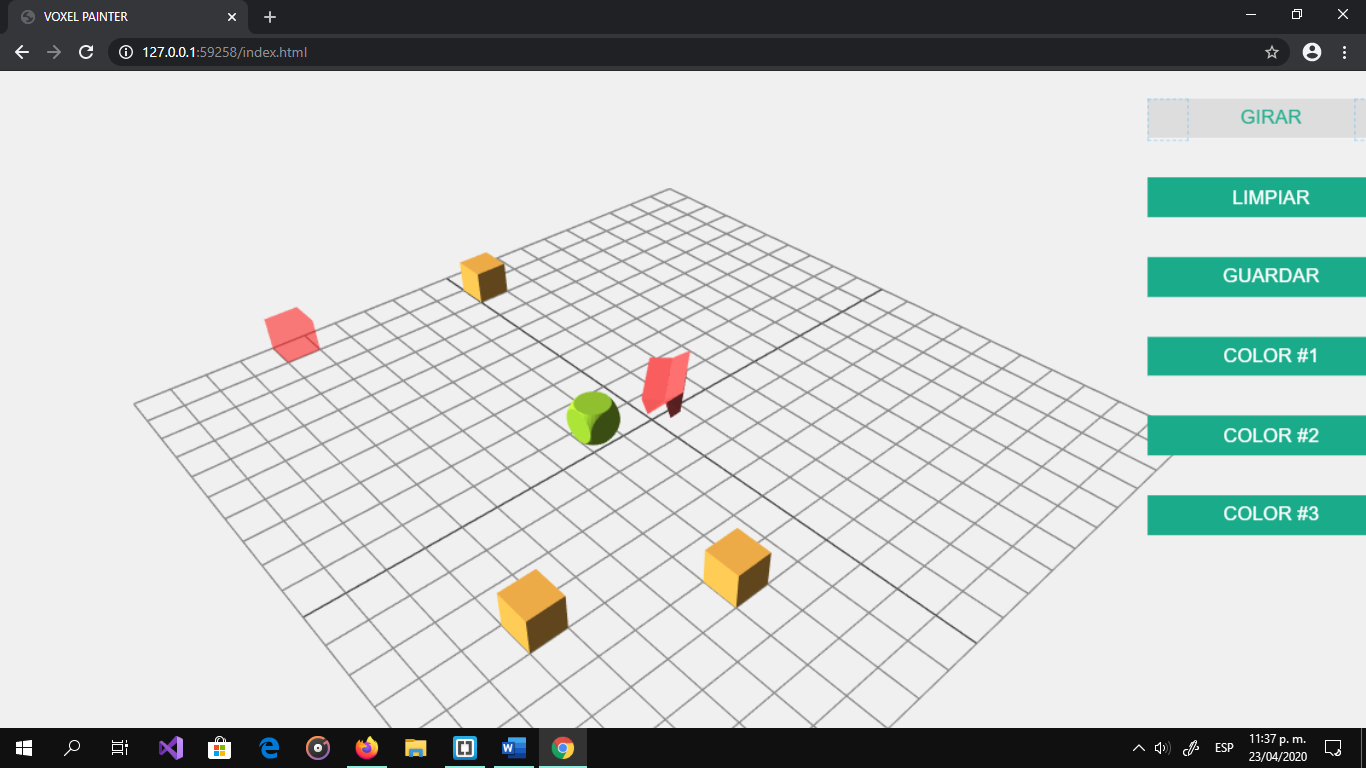 VOXEL PAINTER
127.0.0.1:59258/index.html
GIRAR
LIMPIAR
GUARDAR
COLOR #1
COLOR #2
COLOR #3
ESP
11:37 p. m.
23/04/2020